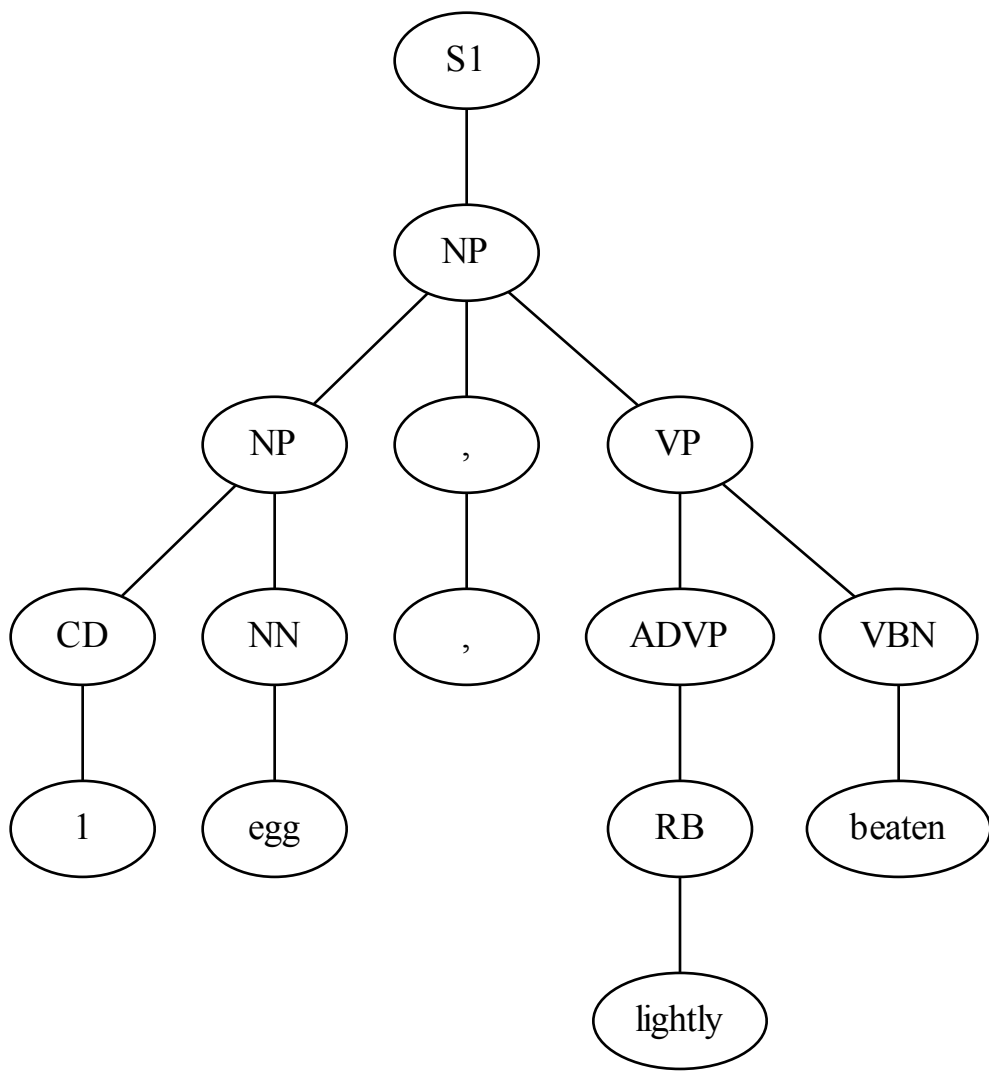 S1
NP
NP , VP
CD NN , ADVP VBN
1 egg RB beaten
lightly